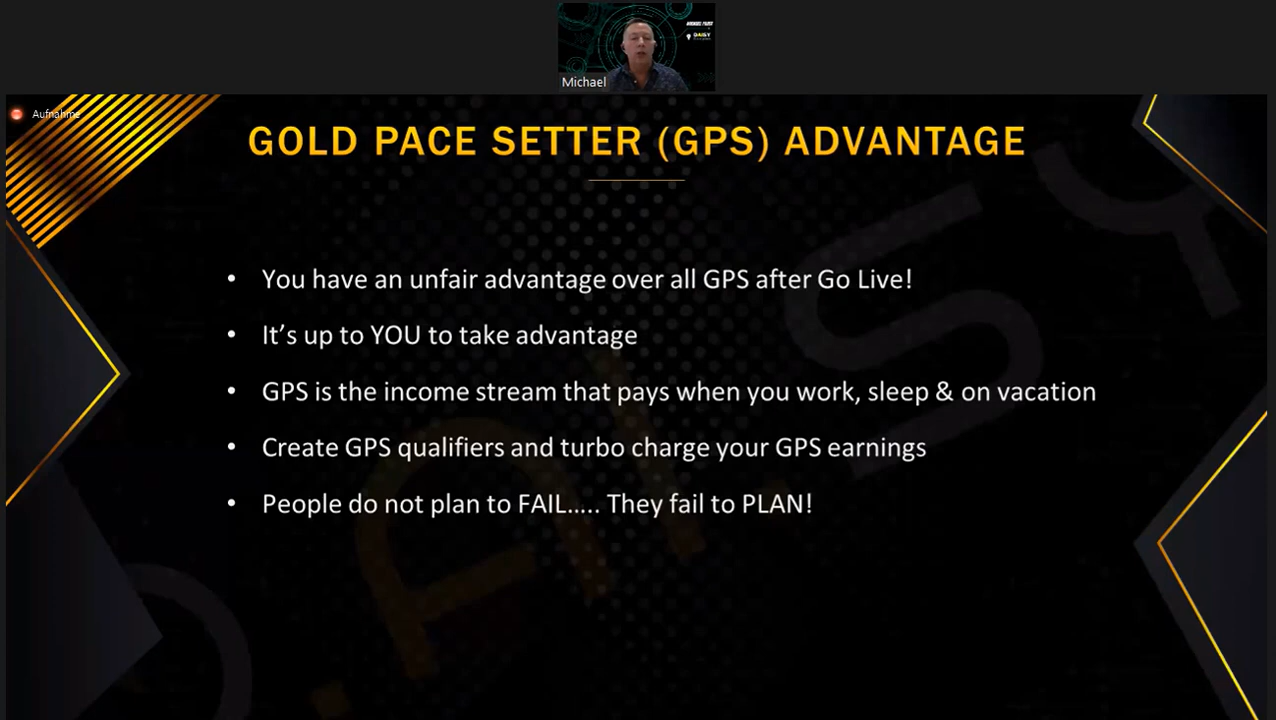 DAISY
Michael
Aufnahme
GOLD PACE SETTER (GPS) ADVANTAGE
• You have an unfair advantage over all GPS after Go Live!
• It’s up to YOU to take advantage
• GPS is the income stream that pays when you work, sleep & on vacation
• Create GPS qualifiers and turbo charge your GPS earnings
• People do not plan to FAIL..... They fail to PLAN!